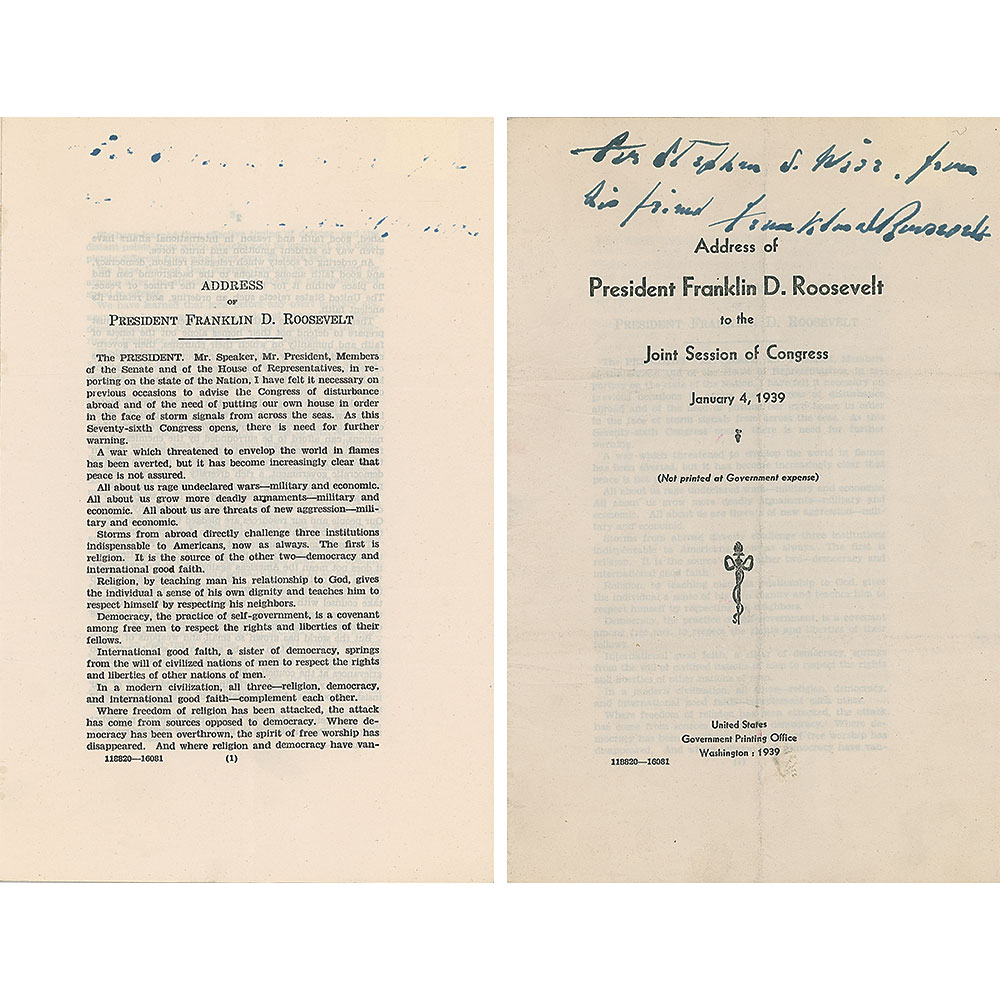 ADDRESS
OF
PRESIDENT FRANKLIN D. ROOSEVELT
The PRESIDENT. Mr. Speaker, Mr. President, Members
of the Senate and of the House of Representatives, in re-
porting on the state of the Nation, I have felt it necessary on
previous occasions to advise the Congress of disturbance
abroad and of the need of putting our own house in order
in the face of storm signals from across the seas. As this
Seventy-sixth Congress opens, there is need for further
warning.
A war which threatened to envelop the world in flames
has been averted, but it has become increasingly clear that
peace is not assured.
All about us rage undeclared wars—military and economic.
All about us grow more deadly armaments—military and
economic. All about us are threats of new aggression—mili-
tary and economic.
Storms from abroad directly challenge three institutions
indispensable to Americans, now as always. The first is
religion. It is the source of the other two—democracy and
international good faith.
Religion, by teaching man his relationship to God, gives
the individual a sense of his own dignity and teaches him to
respect himself by respecting his neighbors.
Democracy, the practice of self-government, is a covenant
among free men to respect the rights and liberties of their
fellows.
International good faith, a sister of democracy, springs
from the will of civilized nations of men to respect the rights
and liberties of other nations of men.
In a modern civilization, all three—religion, democracy,
and international good faith—complement each other.
Where freedom of religion has been attacked, the attack
has come from sources opposed to democracy. Where de-
mocracy has been overthrown, the spirit of free worship has
disappeared. And where religion and democracy have van-
118820—16081 (1)
For Stephen S. Wise, from
his friend Franklin D Roosevelt
Address of
President Franklin D. Roosevelt
to the
Joint Session of Congress
January 4, 1939
(Not printed at Government expense)
United States
Government Printing Office
Washington : 1939
118820—16081